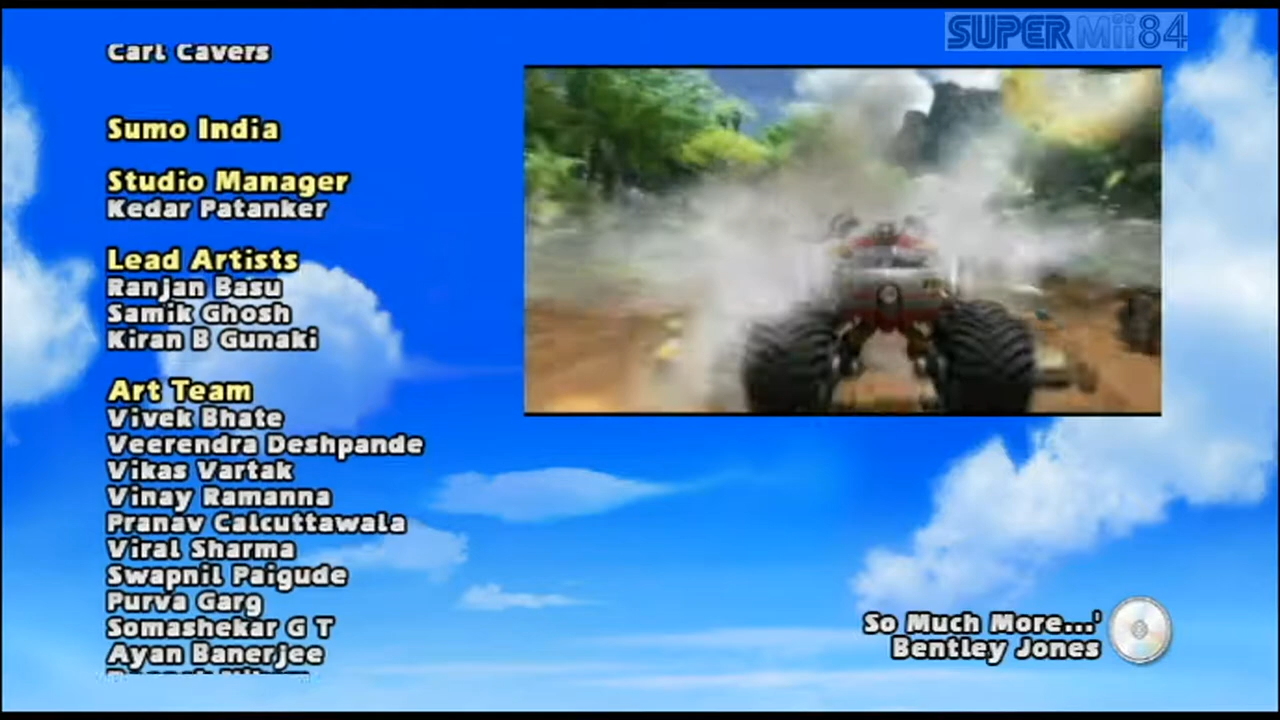 Carl Cavers
Sumo India
Studio Manager
Kedar Patanker
Lead Artists
Ranjan Basu
Samik Ghosh
Kiran B Gunaki
Art Team
Vivek Bhate
Veerendra Deshpande
Vikas Vartak
Vinay Ramanna
Pranav Calcuttawala
Viral Sharma
Swapnil Paigude
Purva Garg
Somashekar G T
Ayan Banerjee
SUPERMii84
So Much More...'
Bentley Jones